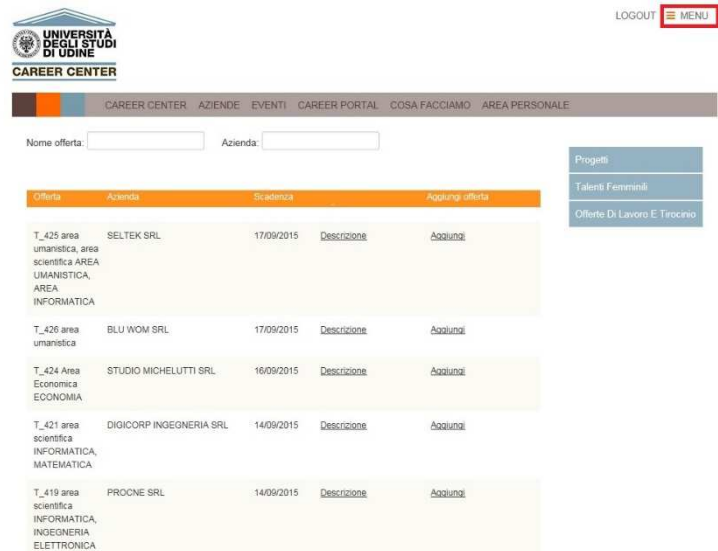 LOGOUT MENU
UNIVERSITÀ
DEGLI STUDI
DI UDINE
CAREER CENTER
CAREER CENTER AZIENDE EVENTI CAREER PORTAL COSA FACCIAMO AREA PERSONALE
Nome offerta: Azienda:
Progetti
Talenti Femminili
Offerte Di Lavoro E Tirocinio
Offerta Azienda Scadenza Aggiungi offerta
T_425 area SELTEK SRL 17/09/2015 Descrizione Aggiungi
umanistica, area
scientifica AREA
UMANISTICA,
AREA
INFORMATICA
T_426 area BLU WOM SRL 17/09/2015 Descrizione Aggiungi
umanistica
T_424 Area STUDIO MICHELUTTI SRL 16/09/2015 Descrizione Aggiungi
Economica
ECONOMIA
T_421 area DIGICORP INGEGNERIA SRL 14/09/2015 Descrizione Aggiungi
scientifica
INFORMATICA,
MATEMATICA
T_419 area PROCNE SRL 14/09/2015 Descrizione Aggiungi
scientifica
INFORMATICA,
INGEGNERIA
ELETTRONICA